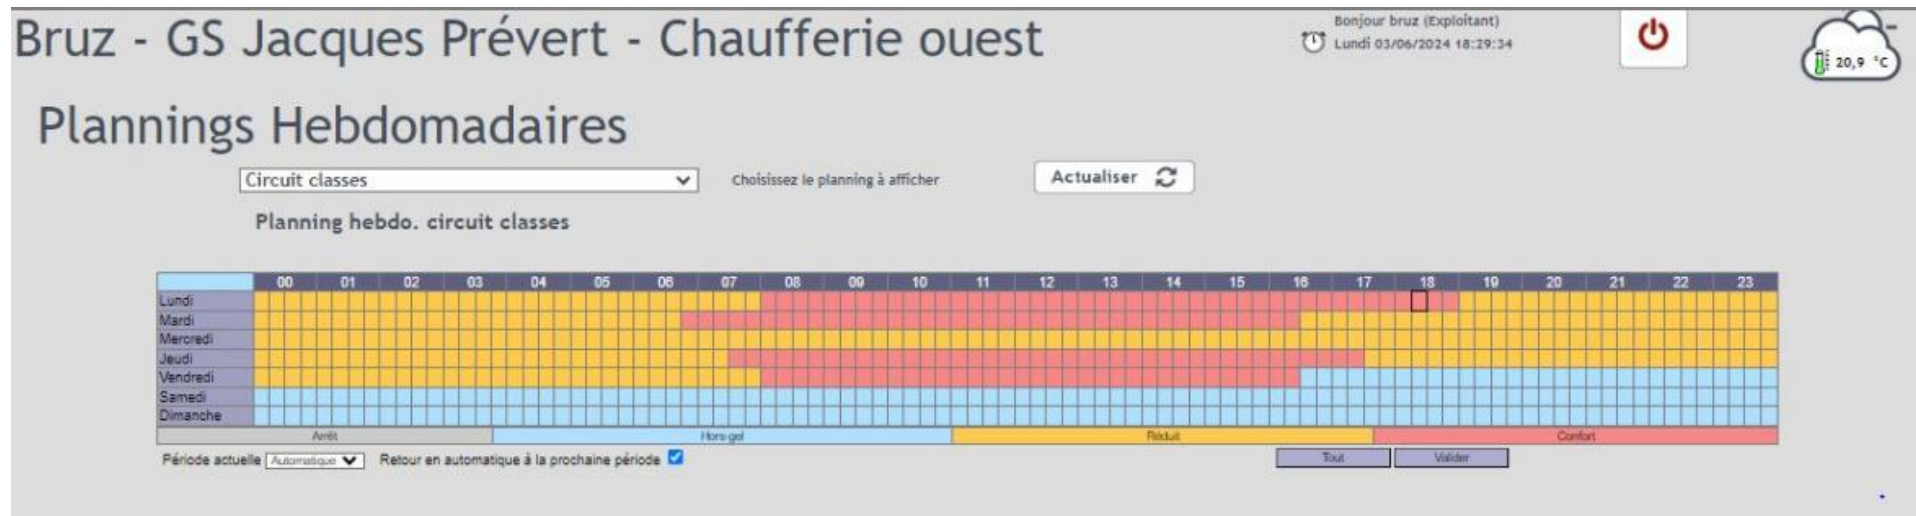 Bruz - GS Jacques Prévert - Chaufferie ouest
Bonjour bruz (Exploitant)
Lundi 03/06/2024 18:29:34
20,9 °C
Plannings Hebdomadaires
Circuit classes
Choisissez le planning à afficher
Actualiser
Planning hebdo. circuit classes
00 01 02 03 04 05 06 07 08 09 10 11 12 13 14 15 16 17 18 19 20 21 22 23
Lundi
Mardi
Mercredi
Jeudi
Vendredi
Samedi
Dimanche
Arrêt Hors-gel Réduit Confort
Période actuelle Automatique Retour en automatique à la prochaine période Tout Valider